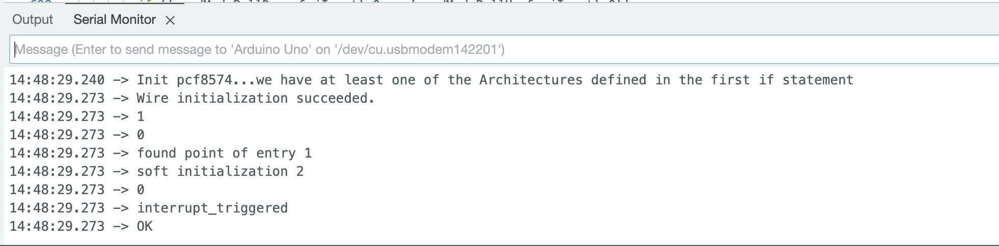 Output Serial Monitor
Message (Enter to send message to 'Arduino Uno' on '/dev/cu.usbmodem142201')
14:48:29.240 -> Init pcf8574...we have at least one of the Architectures defined in the first if statement
14:48:29.273 -> Wire initialization succeeded.
14:48:29.273 -> 1
14:48:29.273 -> 0
14:48:29.273 -> found point of entry 1
14:48:29.273 -> soft initialization 2
14:48:29.273 -> 0
14:48:29.273 -> interrupt_triggered
14:48:29.273 -> OK